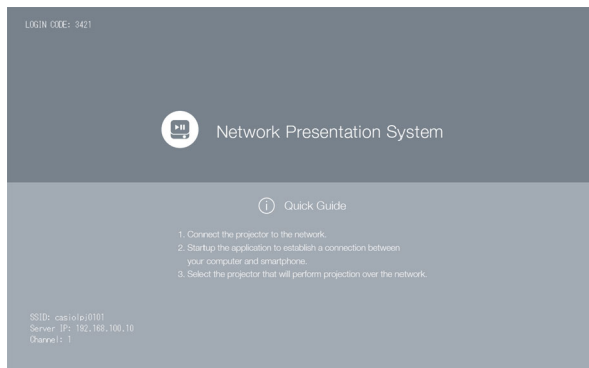 LOGIN CODE: 3421
Network Presentation System
Quick Guide
1. Connect the projector to the network.
2. Startup the application to establish a connection between
your computer and smartphone.
3. Select the projector that will perform projection over the network.
SSID: casiolpj0101
Server IP: 192.168.100.10
Channel: 1